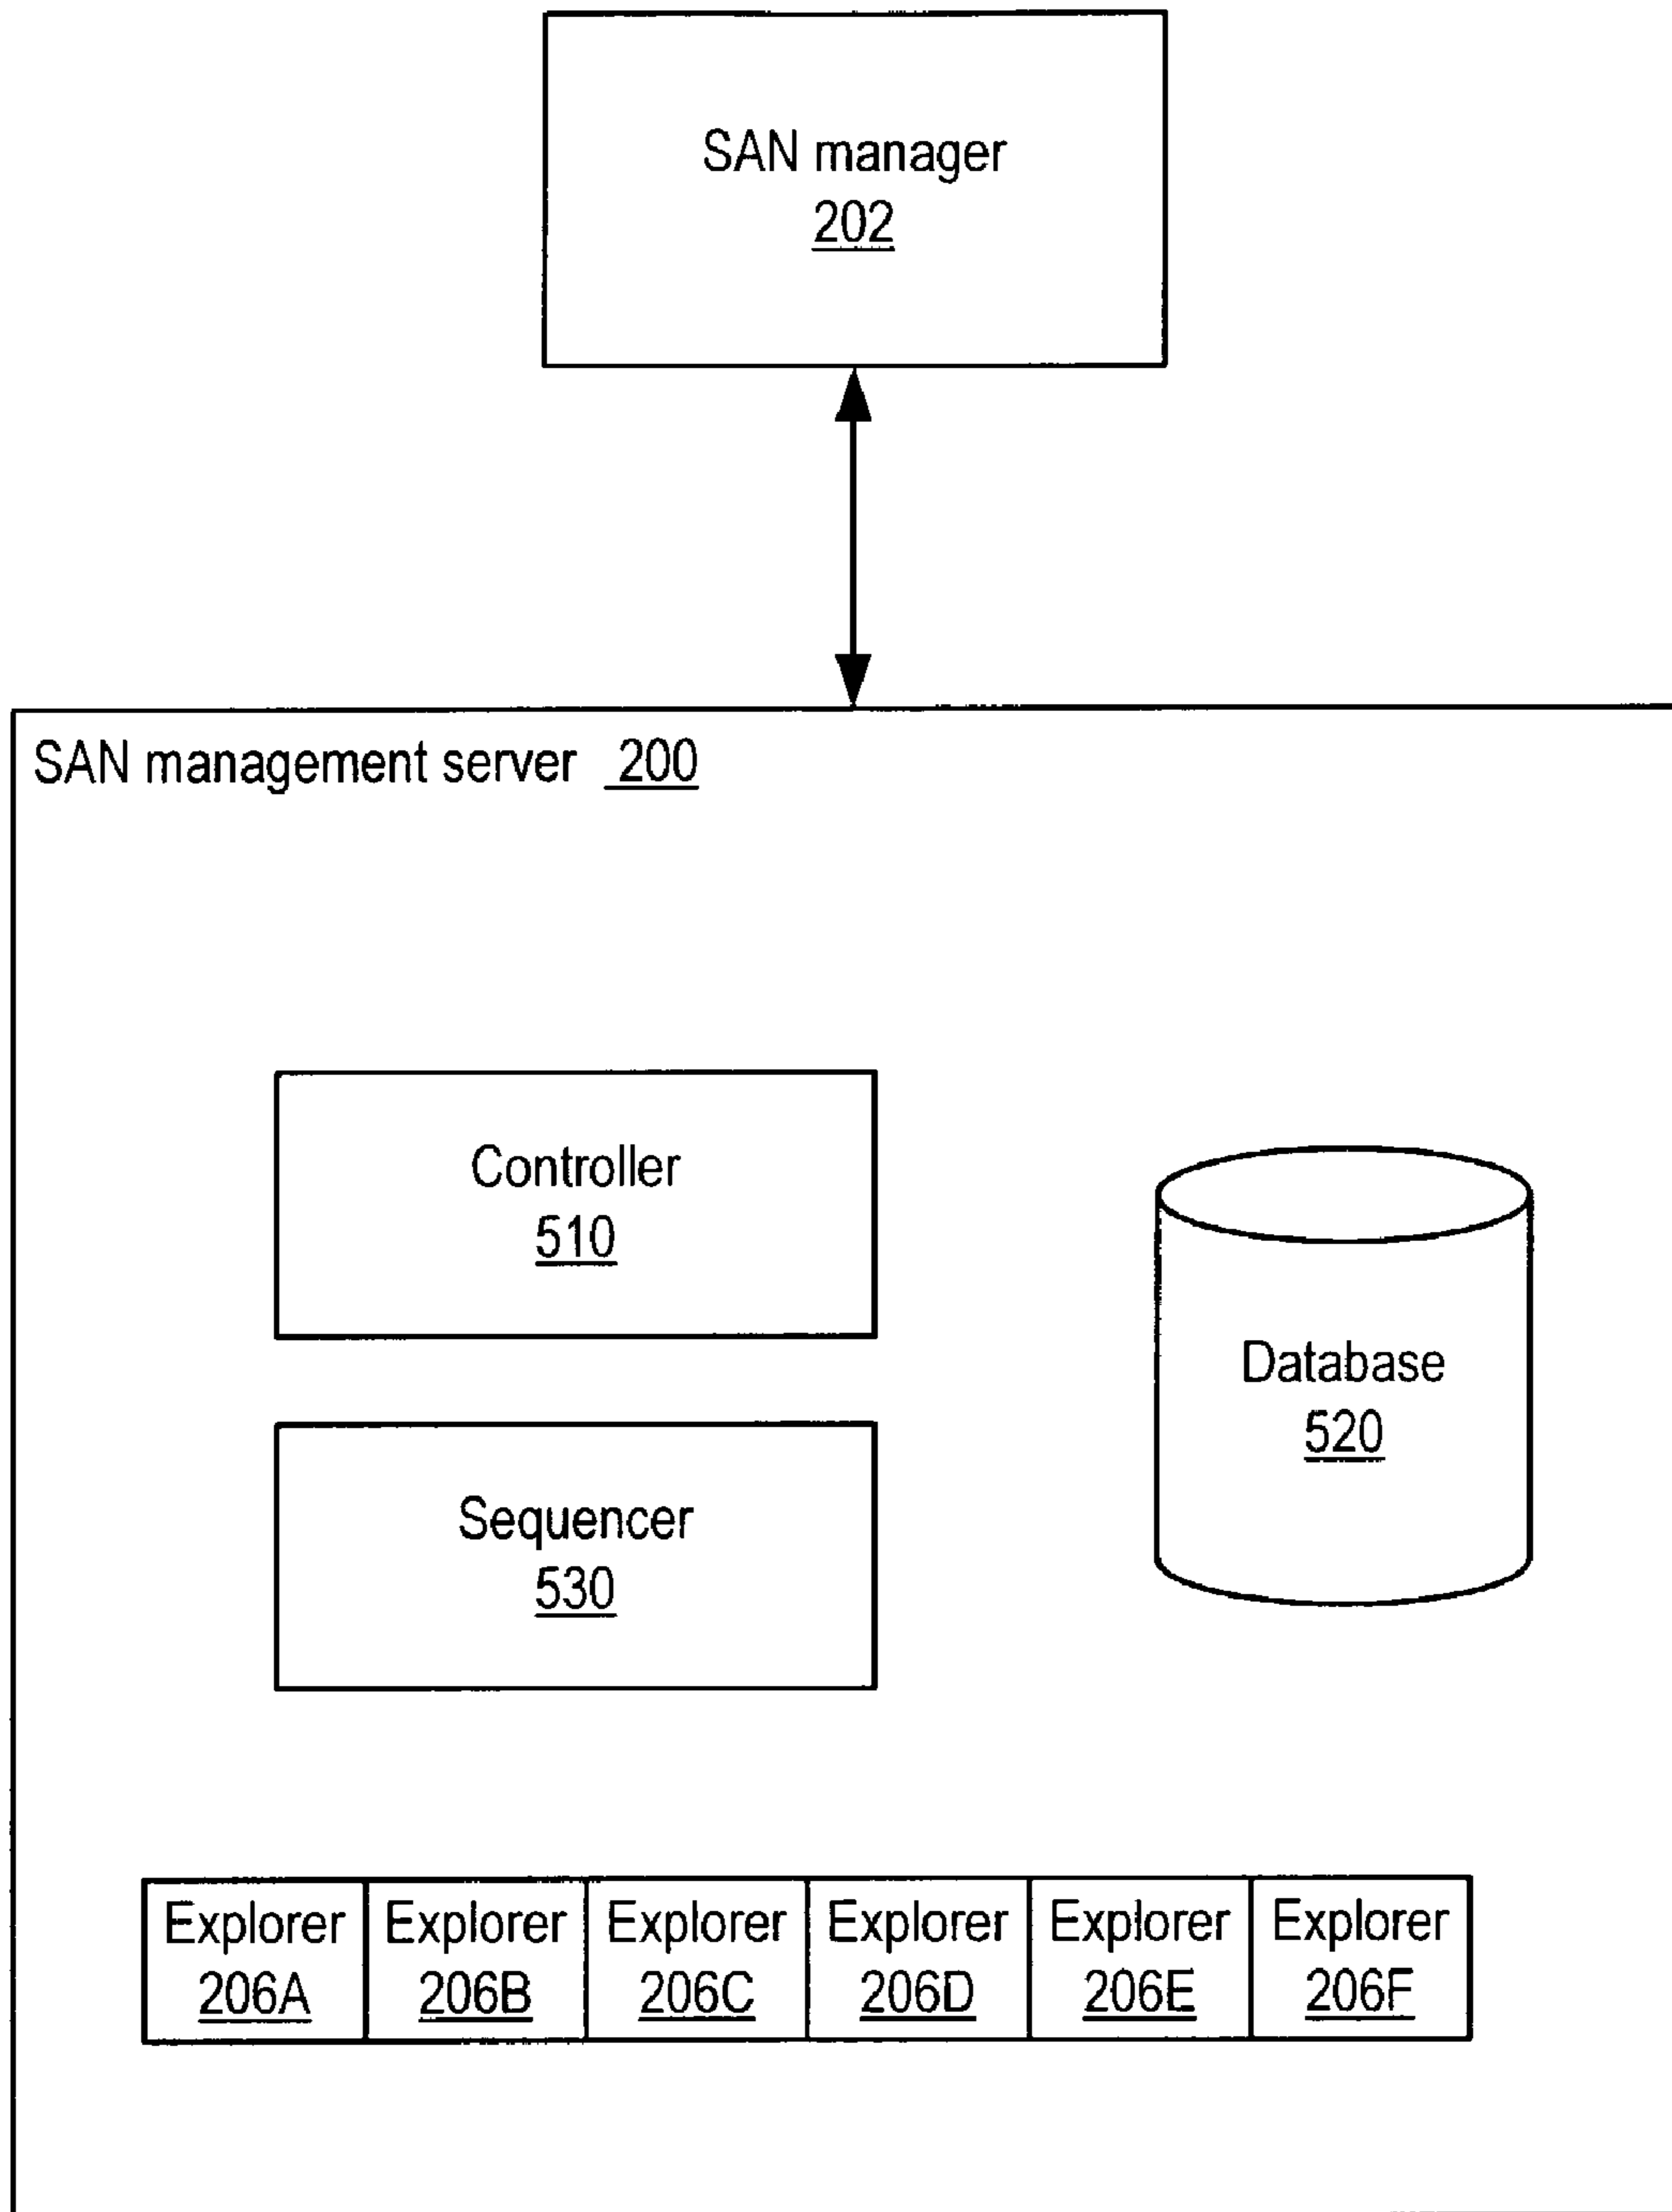 SAN manager
202
SAN management server 200
Controller
510
Database
520
Sequencer
530
Explorer Explorer Explorer Explorer Explorer Explorer
206A 206B 206C 206D 206E 206F